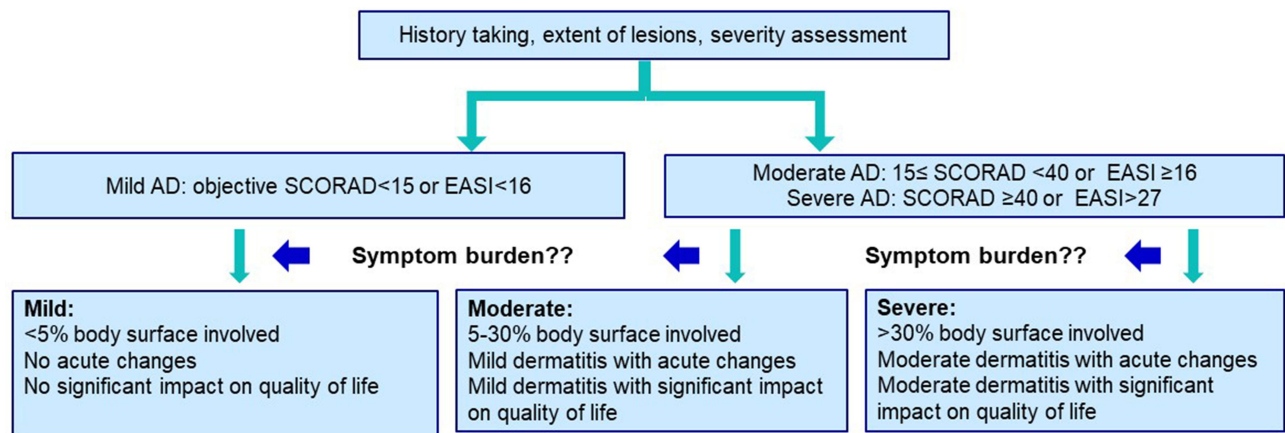 History taking, extent of lesions, severity assessment
Mild AD: objective SCORAD<15 or EASI<16
Moderate AD: 15≤ SCORAD <40 or EASI ≥16
Severe AD: SCORAD ≥40 or EASI>27
Symptom burden??
Symptom burden??
Mild:
<5% body surface involved
No acute changes
No significant impact on quality of life
Moderate:
5-30% body surface involved
Mild dermatitis with acute changes
Mild dermatitis with significant impact
on quality of life
Severe:
>30% body surface involved
Moderate dermatitis with acute changes
Moderate dermatitis with significant
impact on quality of life